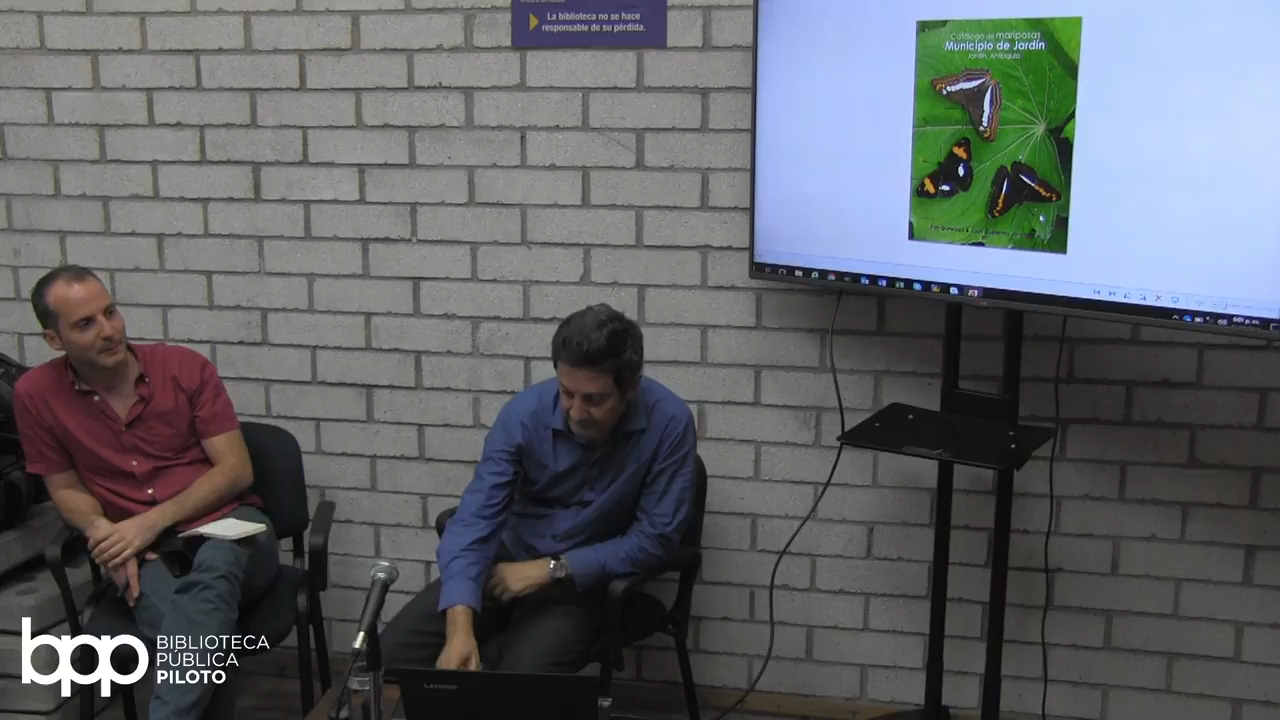 La biblioteca no se hace
responsable de su pérdida.
Catálogo de mariposas
Municipio de Jardín
Jardín, Antioquia
Lenovo
bpp
BIBLIOTECA
PÚBLICA
PILOTO